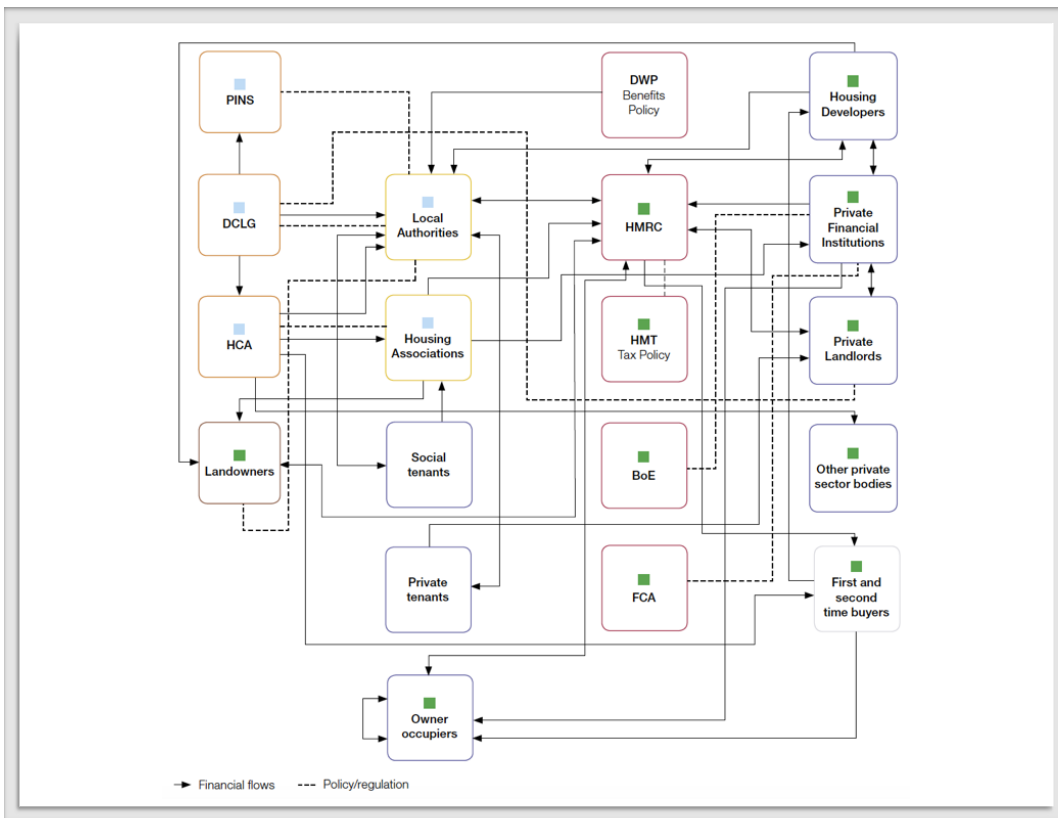 PINS
DWP
Benefits
Policy
Housing
Developers
DCLG
Local
Authorities
HMRC
Private
Financial
Institutions
HCA
Housing
Associations
HMT
Tax Policy
Private
Landlords
Landowners
Social
tenants
BoE
Other private
sector bodies
Private
tenants
FCA
First and
second
time buyers
Owner
occupiers
Financial flows
Policy/regulation